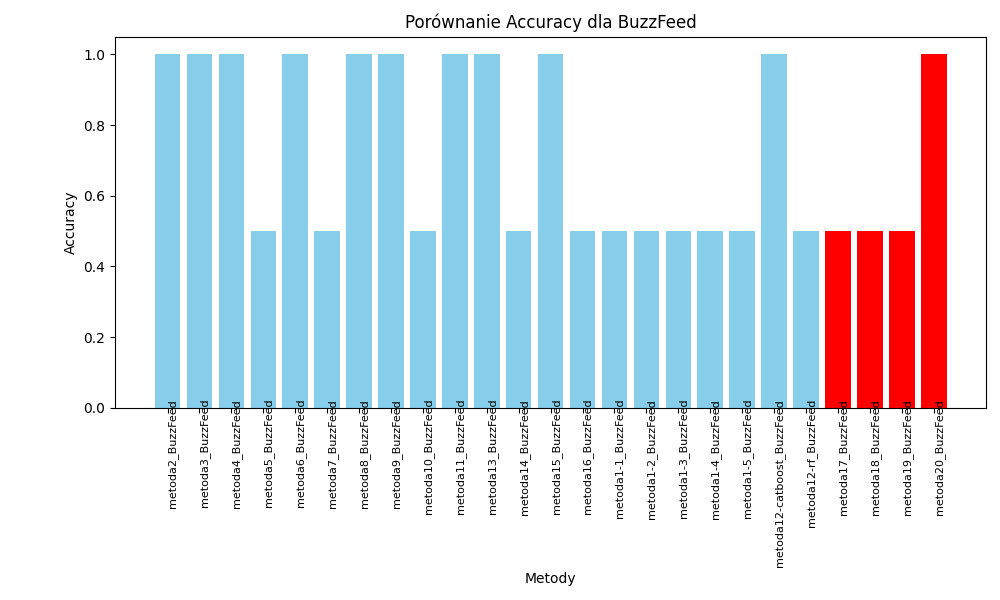 Porównanie Accuracy dla BuzzFeed
Accuracy
1.0
0.8
0.6
0.4
0.2
0.0
metoda2_BuzzFeed
metoda3_BuzzFeed
metoda4_BuzzFeed
metoda5_BuzzFeed
metoda6_BuzzFeed
metoda7_BuzzFeed
metoda8_BuzzFeed
metoda9_BuzzFeed
metoda10_BuzzFeed
metoda11_BuzzFeed
metoda13_BuzzFeed
metoda14_BuzzFeed
metoda15_BuzzFeed
metoda16_BuzzFeed
metoda1-1_BuzzFeed
metoda1-2_BuzzFeed
metoda1-3_BuzzFeed
metoda1-4_BuzzFeed
metoda1-5_BuzzFeed
metoda12-catboost_BuzzFeed
metoda12-rf_BuzzFeed
metoda17_BuzzFeed
metoda18_BuzzFeed
metoda19_BuzzFeed
metoda20_BuzzFeed
Metody